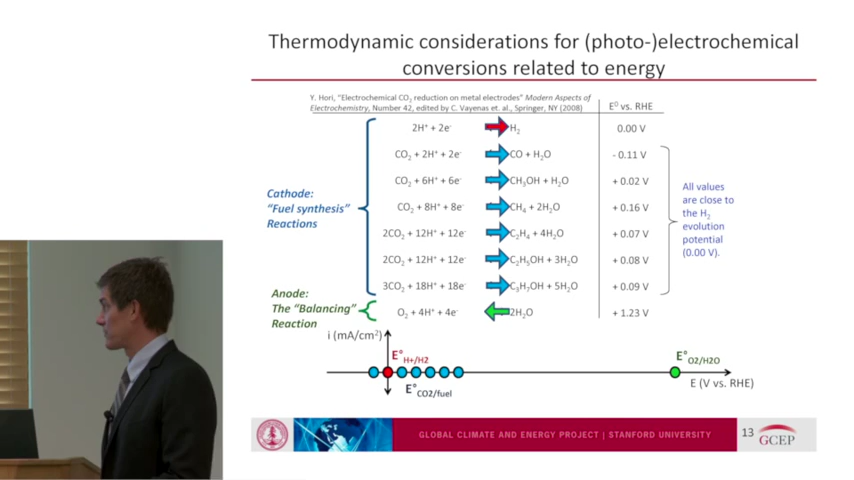 Thermodynamic considerations for (photo-)electrochemical
conversions related to energy
Y. Hori, "Electrochemical CO₂ reduction on metal electrodes" Modern Aspects of
Electrochemistry, Number 42, edited by C. Vayenas et. al., Springer, NY (2008)
E⁰ vs. RHE
2H⁺ + 2e⁻ H₂ 0.00 V
CO₂ + 2H⁺ + 2e⁻ CO + H₂O - 0.11 V
CO₂ + 6H⁺ + 6e⁻ CH₃OH + H₂O + 0.02 V
CO₂ + 8H⁺ + 8e⁻ CH₄ + 2H₂O + 0.16 V
2CO₂ + 12H⁺ + 12e⁻ C₂H₄ + 4H₂O + 0.07 V
2CO₂ + 12H⁺ + 12e⁻ C₂H₅OH + 3H₂O + 0.08 V
3CO₂ + 18H⁺ + 18e⁻ C₃H₇OH + 5H₂O + 0.09 V
O₂ + 4H⁺ + 4e⁻ 2H₂O + 1.23 V
Cathode:
"Fuel synthesis"
Reactions
Anode:
The "Balancing"
Reaction
All values
are close to
the H₂
evolution
potential
(0.00 V).
i (mA/cm²)
E° H+/H2
E° CO2/fuel
E° O2/H2O
E (V vs. RHE)
GLOBAL CLIMATE AND ENERGY PROJECT | STANFORD UNIVERSITY
13
GCEP